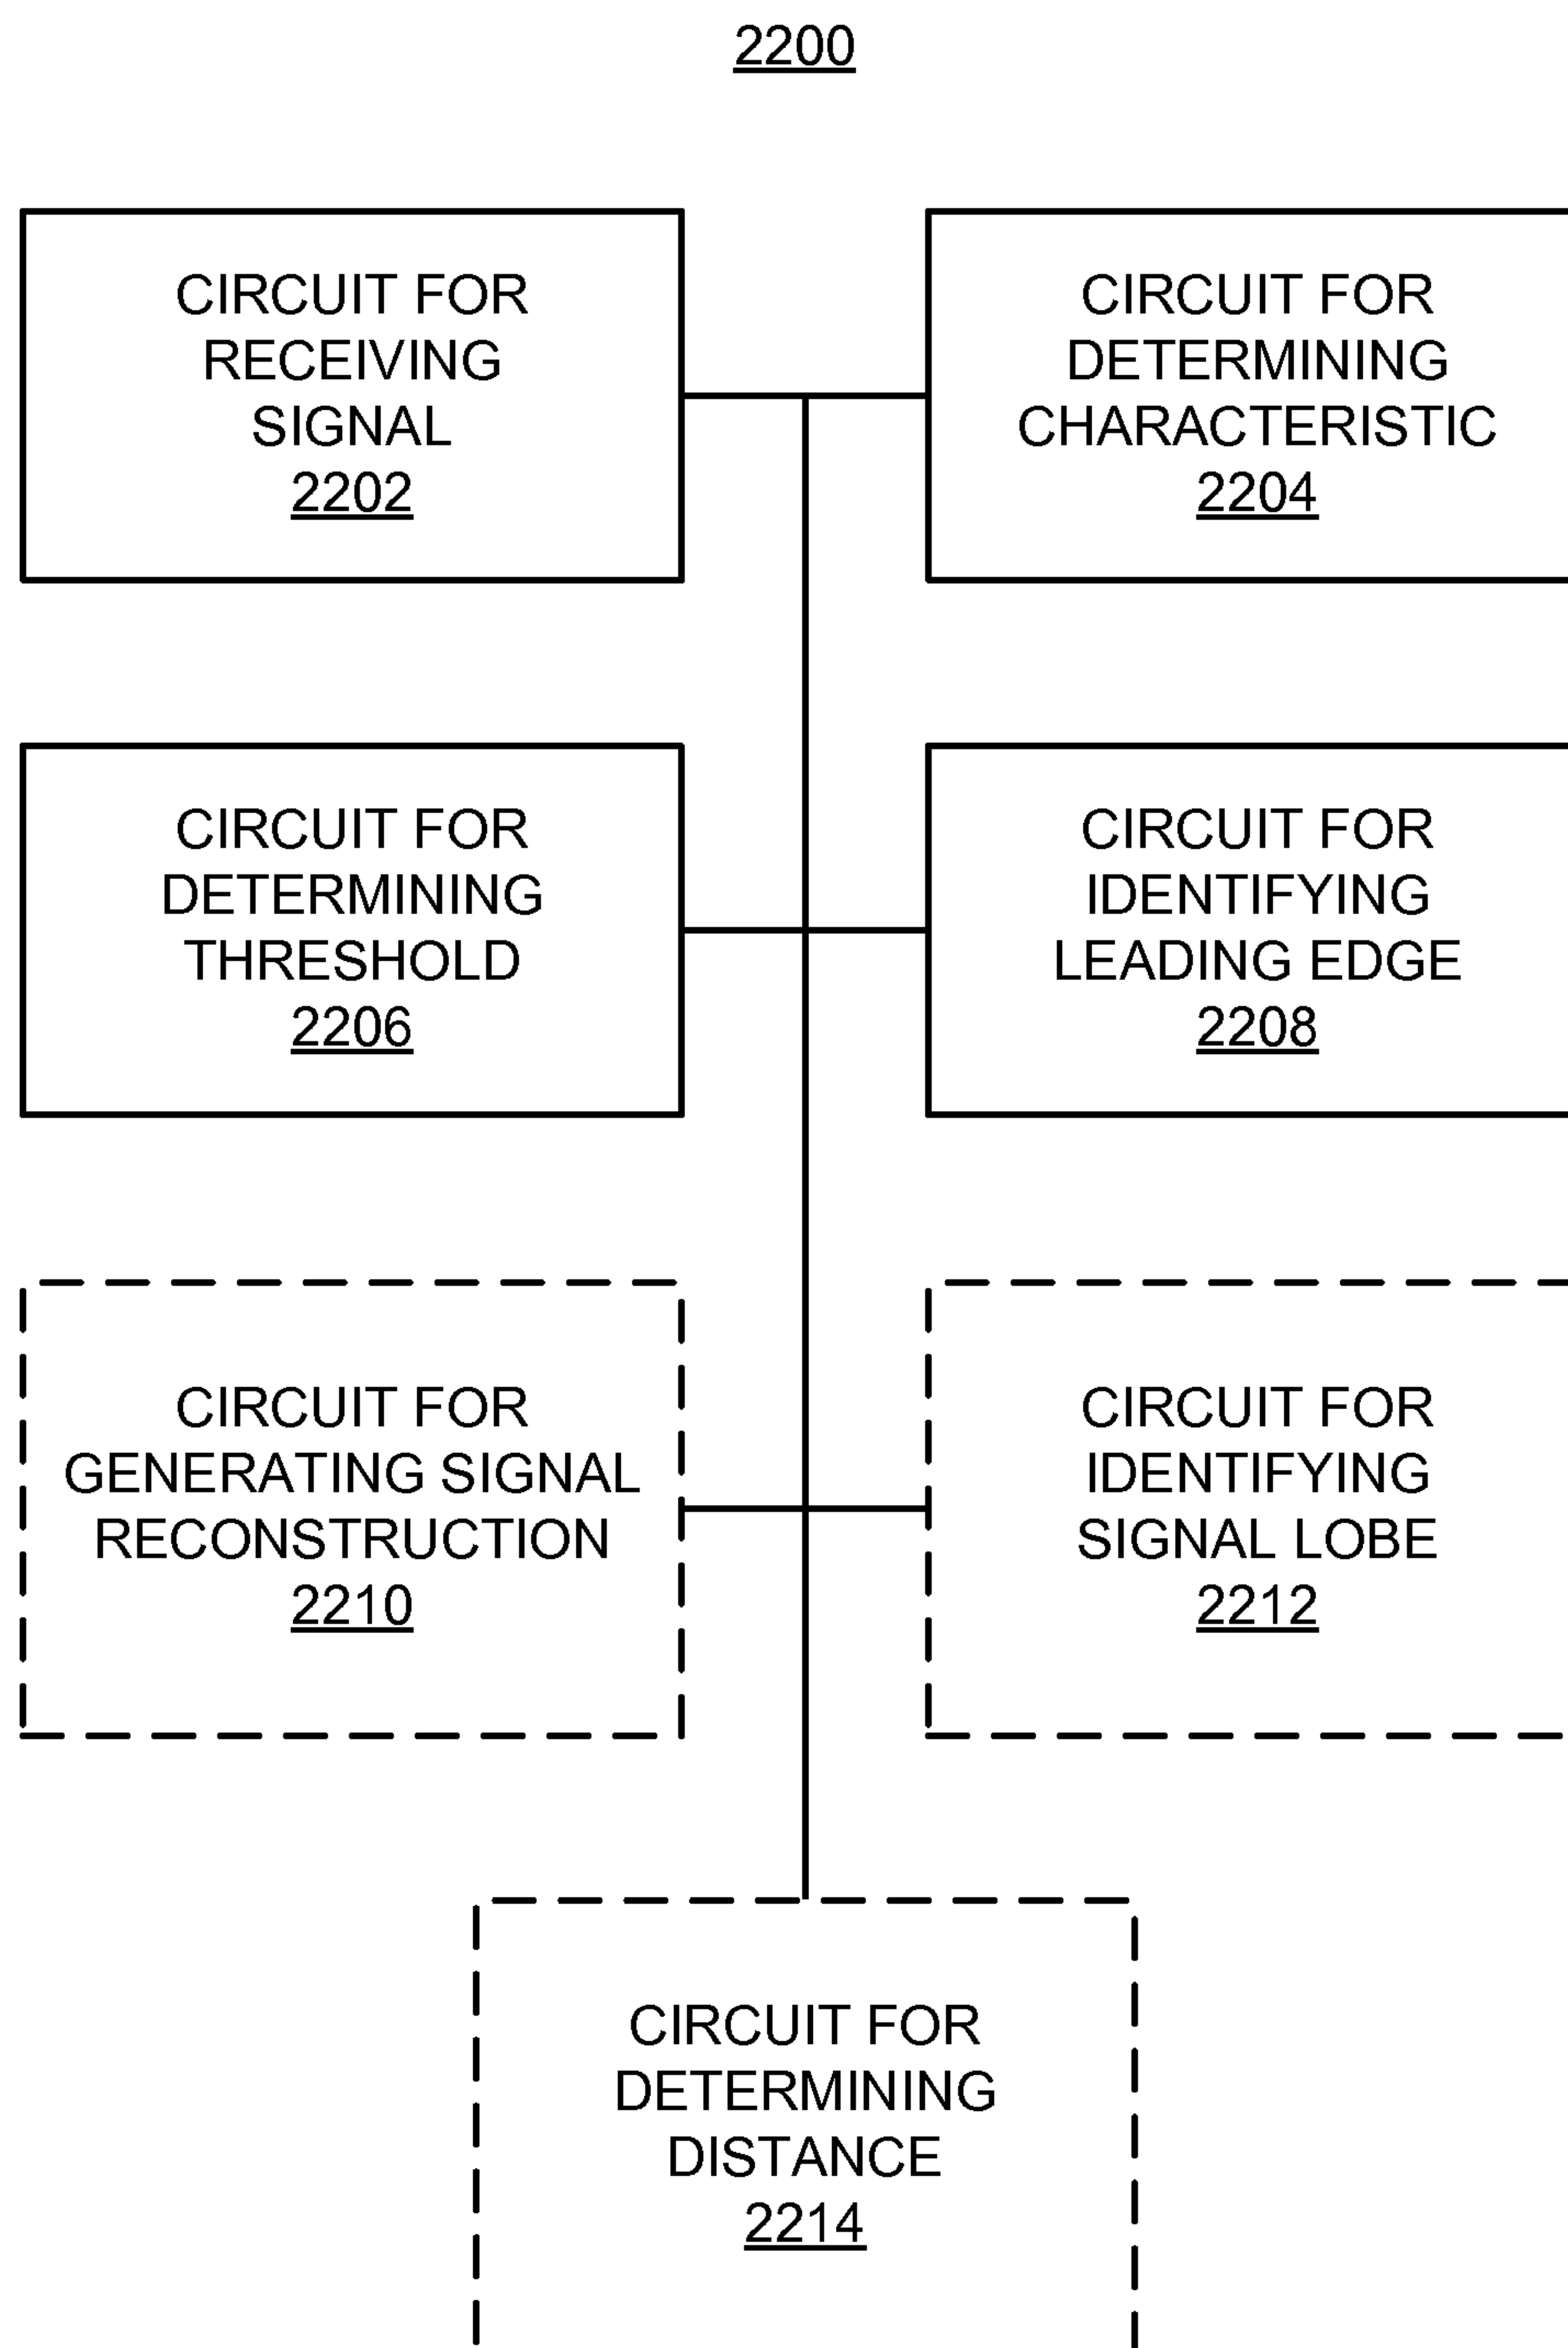 2200
CIRCUIT FOR
RECEIVING
SIGNAL
2202
CIRCUIT FOR
DETERMINING
CHARACTERISTIC
2204
CIRCUIT FOR
DETERMINING
THRESHOLD
2206
CIRCUIT FOR
IDENTIFYING
LEADING EDGE
2208
CIRCUIT FOR
GENERATING SIGNAL
RECONSTRUCTION
2210
CIRCUIT FOR
IDENTIFYING
SIGNAL LOBE
2212
CIRCUIT FOR
DETERMINING
DISTANCE
2214